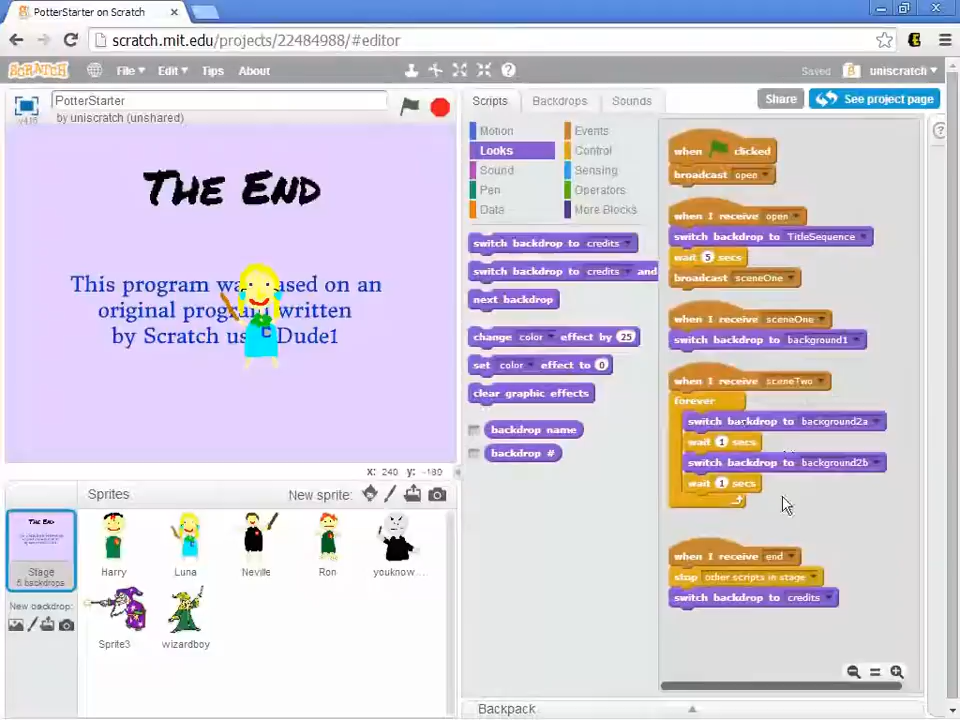 PotterStarter on Scratch
scratch.mit.edu/projects/22484988/#editor
SCRATCH File Edit Tips About Saved uniscratch
PotterStarter
by uniscratch (unshared)
v416
Scripts Backdrops Sounds Share See project page
THE END
This program was based on an
original program written
by Scratch user Dude1
x: 240 y: -180
Motion Events
Looks Control
Sound Sensing
Pen Operators
Data More Blocks
switch backdrop to credits
switch backdrop to credits and
next backdrop
change color effect by 25
set color effect to 0
clear graphic effects
backdrop name
backdrop #
when clicked
broadcast open
when I receive open
switch backdrop to TitleSequence
wait 5 secs
broadcast sceneOne
when I receive sceneOne
switch backdrop to background1
when I receive sceneTwo
forever
switch backdrop to background2a
wait 1 secs
switch backdrop to background2b
wait 1 secs
when I receive end
stop other scripts in stage
switch backdrop to credits
Sprites New sprite:
THE END
Stage
5 backdrops
New backdrop:
Harry Luna Neville Ron youknow...
Sprite3 wizardboy
Backpack